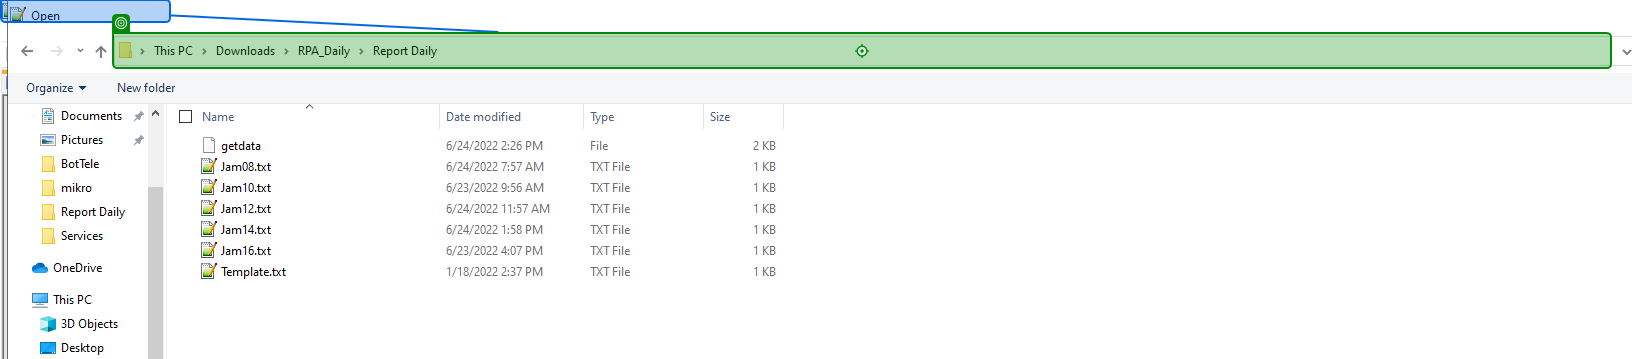 Open
This PC > Downloads > RPA_Daily > Report Daily
Organize New folder
Name Date modified Type Size
Documents
Pictures
BotTele
mikro
Report Daily
Services
OneDrive
This PC
3D Objects
Desktop
getdata 6/24/2022 2:26 PM File 2 KB
Jam08.txt 6/24/2022 7:57 AM TXT File 1 KB
Jam10.txt 6/23/2022 9:56 AM TXT File 1 KB
Jam12.txt 6/24/2022 11:57 AM TXT File 1 KB
Jam14.txt 6/24/2022 1:58 PM TXT File 1 KB
Jam16.txt 6/23/2022 4:07 PM TXT File 1 KB
Template.txt 1/18/2022 2:37 PM TXT File 1 KB